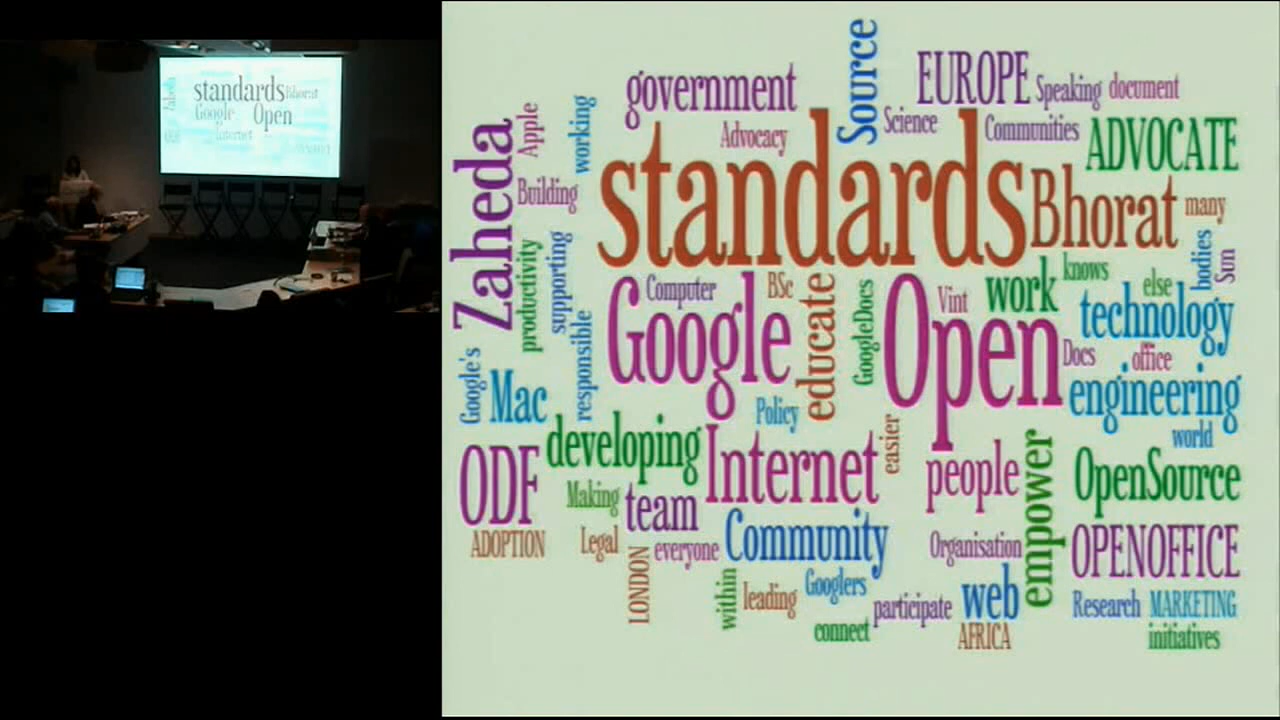 standards Bhorat
Google Open
Internet
Source
government
EUROPE
Speaking
document
Apple
working
Advocacy
Science
Communities
ADVOCATE
Zaheda
Building
standards
Bhorat
many
productivity
supporting
Computer
BSc
educate
GoogleDocs
Vint
work
knows
else
bodies
Sun
Google
Open
technology
responsible
Docs
office
Google's
Mac
Policy
easier
engineering
world
developing
Internet
people
empower
OpenSource
ODF
Making
team
ADOPTION
Legal
LONDON
everyone
Community
Organisation
OPENOFFICE
within
leading
Googlers
participate
web
Research
MARKETING
connect
AFRICA
initiatives